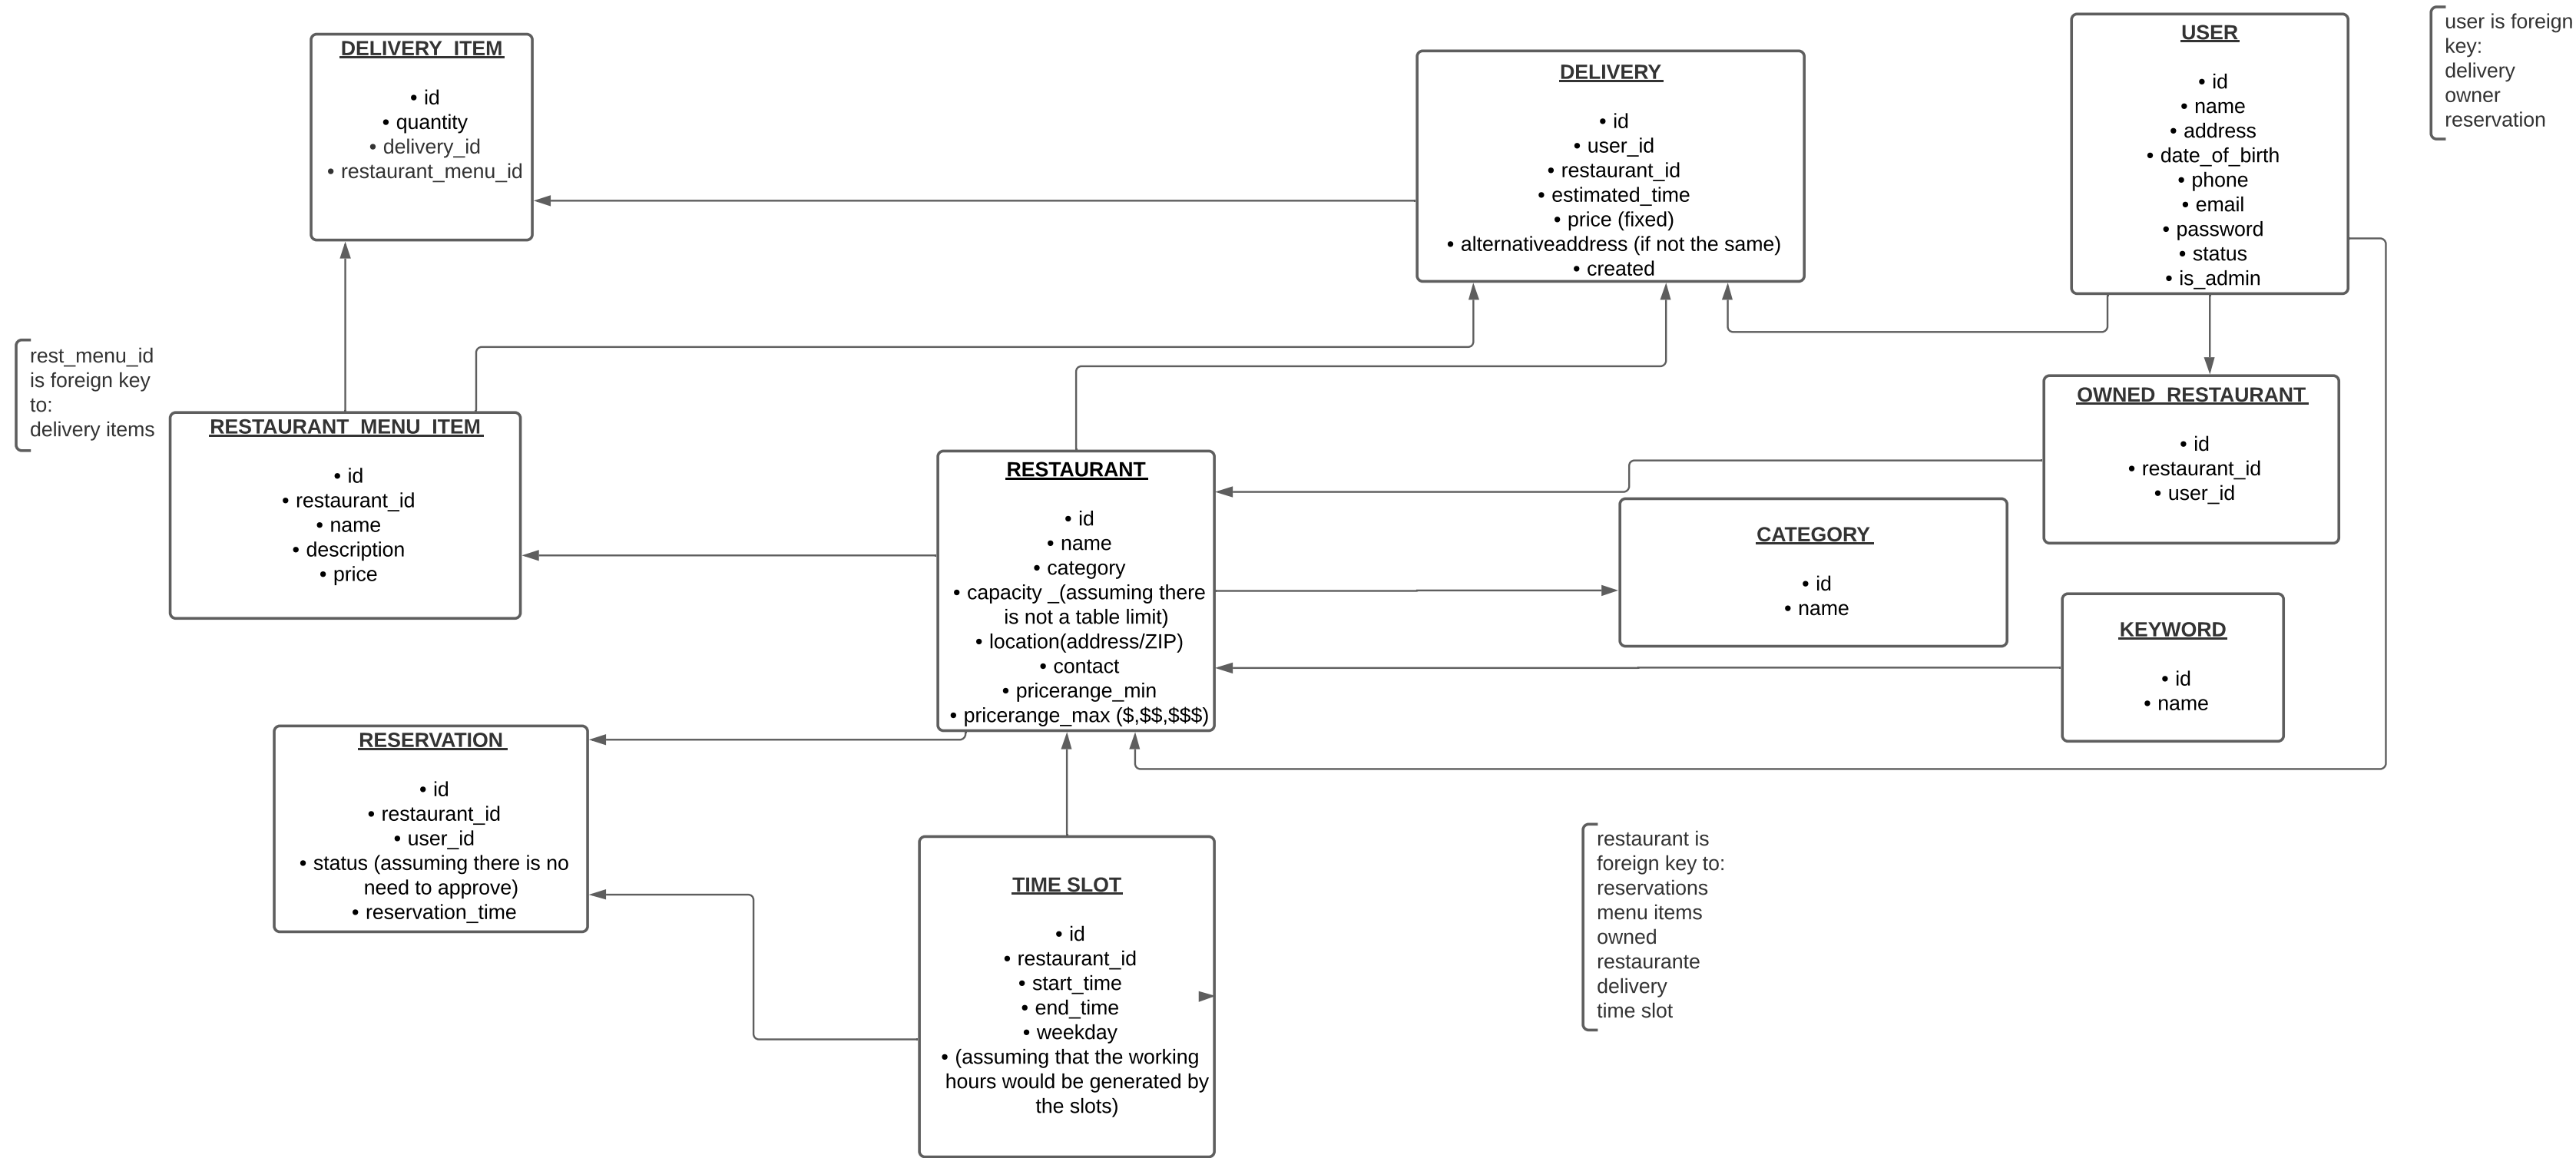 DELIVERY_ITEM
• id
• quantity
• delivery_id
• restaurant_menu_id
DELIVERY
• id
• user_id
• restaurant_id
• estimated_time
• price (fixed)
• alternativeaddress (if not the same)
• created
USER
• id
• name
• address
• date_of_birth
• phone
• email
• password
• status
• is_admin
user is foreign
key:
delivery
owner
reservation
rest_menu_id
is foreign key
to:
delivery items
RESTAURANT_MENU_ITEM
• id
• restaurant_id
• name
• description
• price
RESTAURANT
• id
• name
• category
• capacity _(assuming there
is not a table limit)
• location(address/ZIP)
• contact
• pricerange_min
• pricerange_max ($,$$,$$$)
OWNED_RESTAURANT
• id
• restaurant_id
• user_id
CATEGORY
• id
• name
KEYWORD
• id
• name
RESERVATION
• id
• restaurant_id
• user_id
• status (assuming there is no
need to approve)
• reservation_time
TIME SLOT
• id
• restaurant_id
• start_time
• end_time
• weekday
• (assuming that the working
hours would be generated by
the slots)
restaurant is
foreign key to:
reservations
menu items
owned
restaurante
delivery
time slot